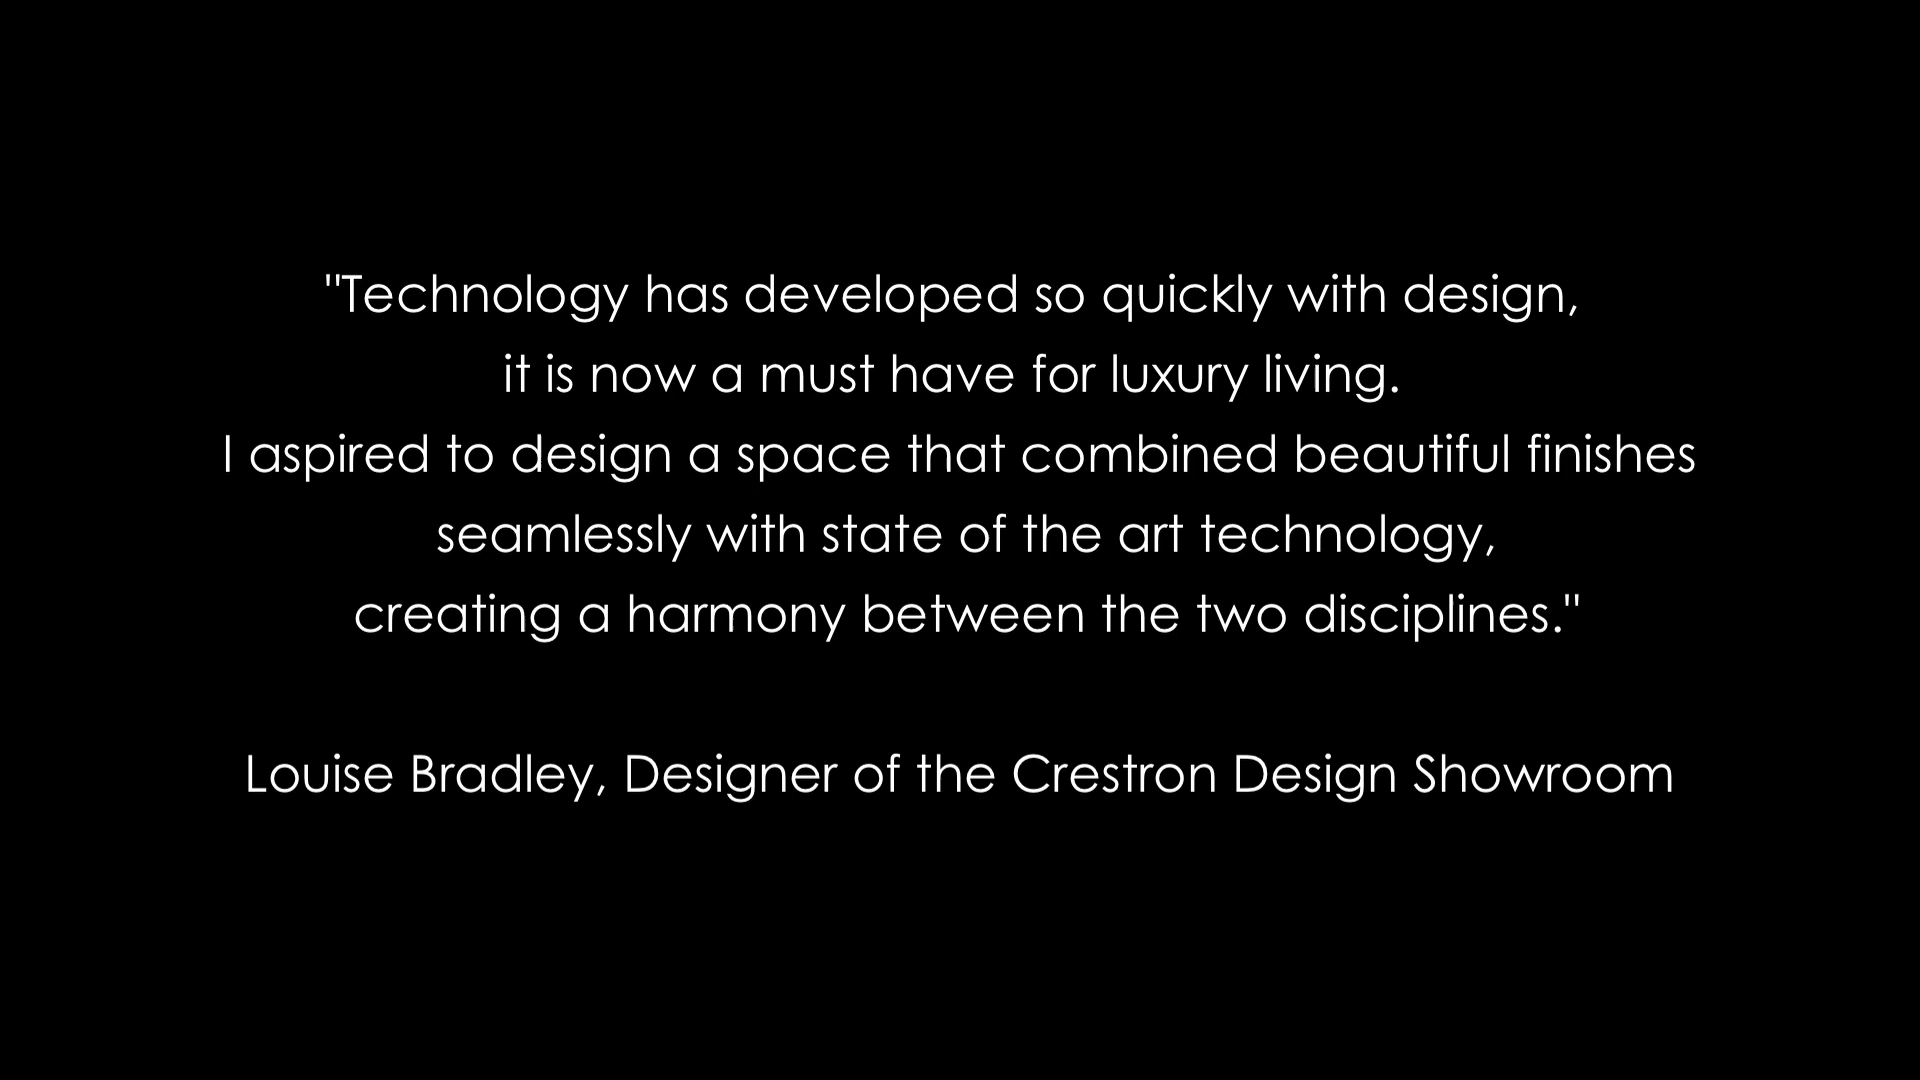 "Technology has developed so quickly with design,
it is now a must have for luxury living.
I aspired to design a space that combined beautiful finishes
seamlessly with state of the art technology,
creating a harmony between the two disciplines."
Louise Bradley, Designer of the Crestron Design Showroom